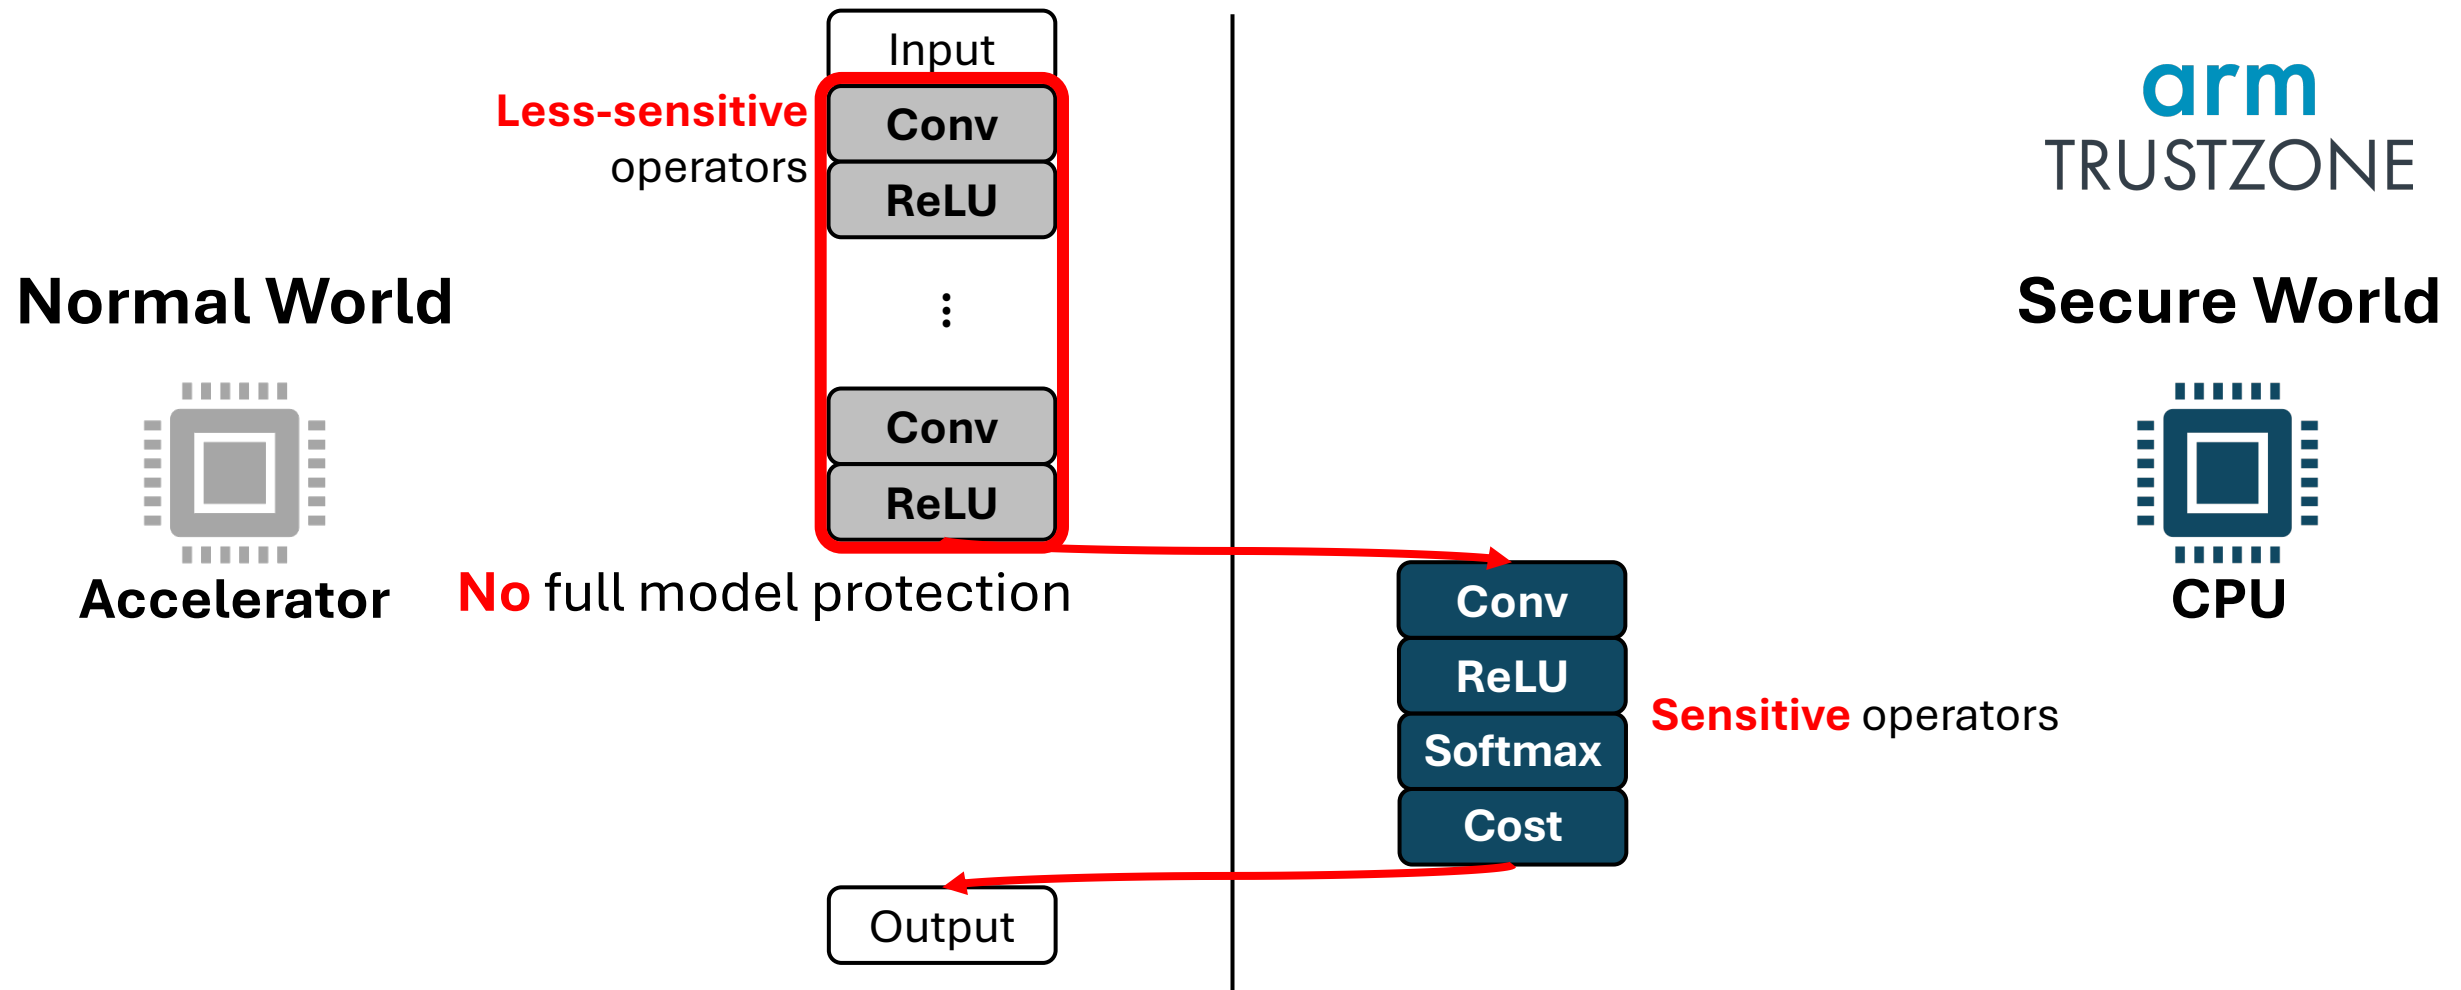 Input
Less-sensitive
operators
Conv
ReLU
Conv
ReLU
Normal World
Accelerator
No full model protection
Output
arm
TRUSTZONE
Secure World
CPU
Conv
ReLU
Softmax
Cost
Sensitive operators